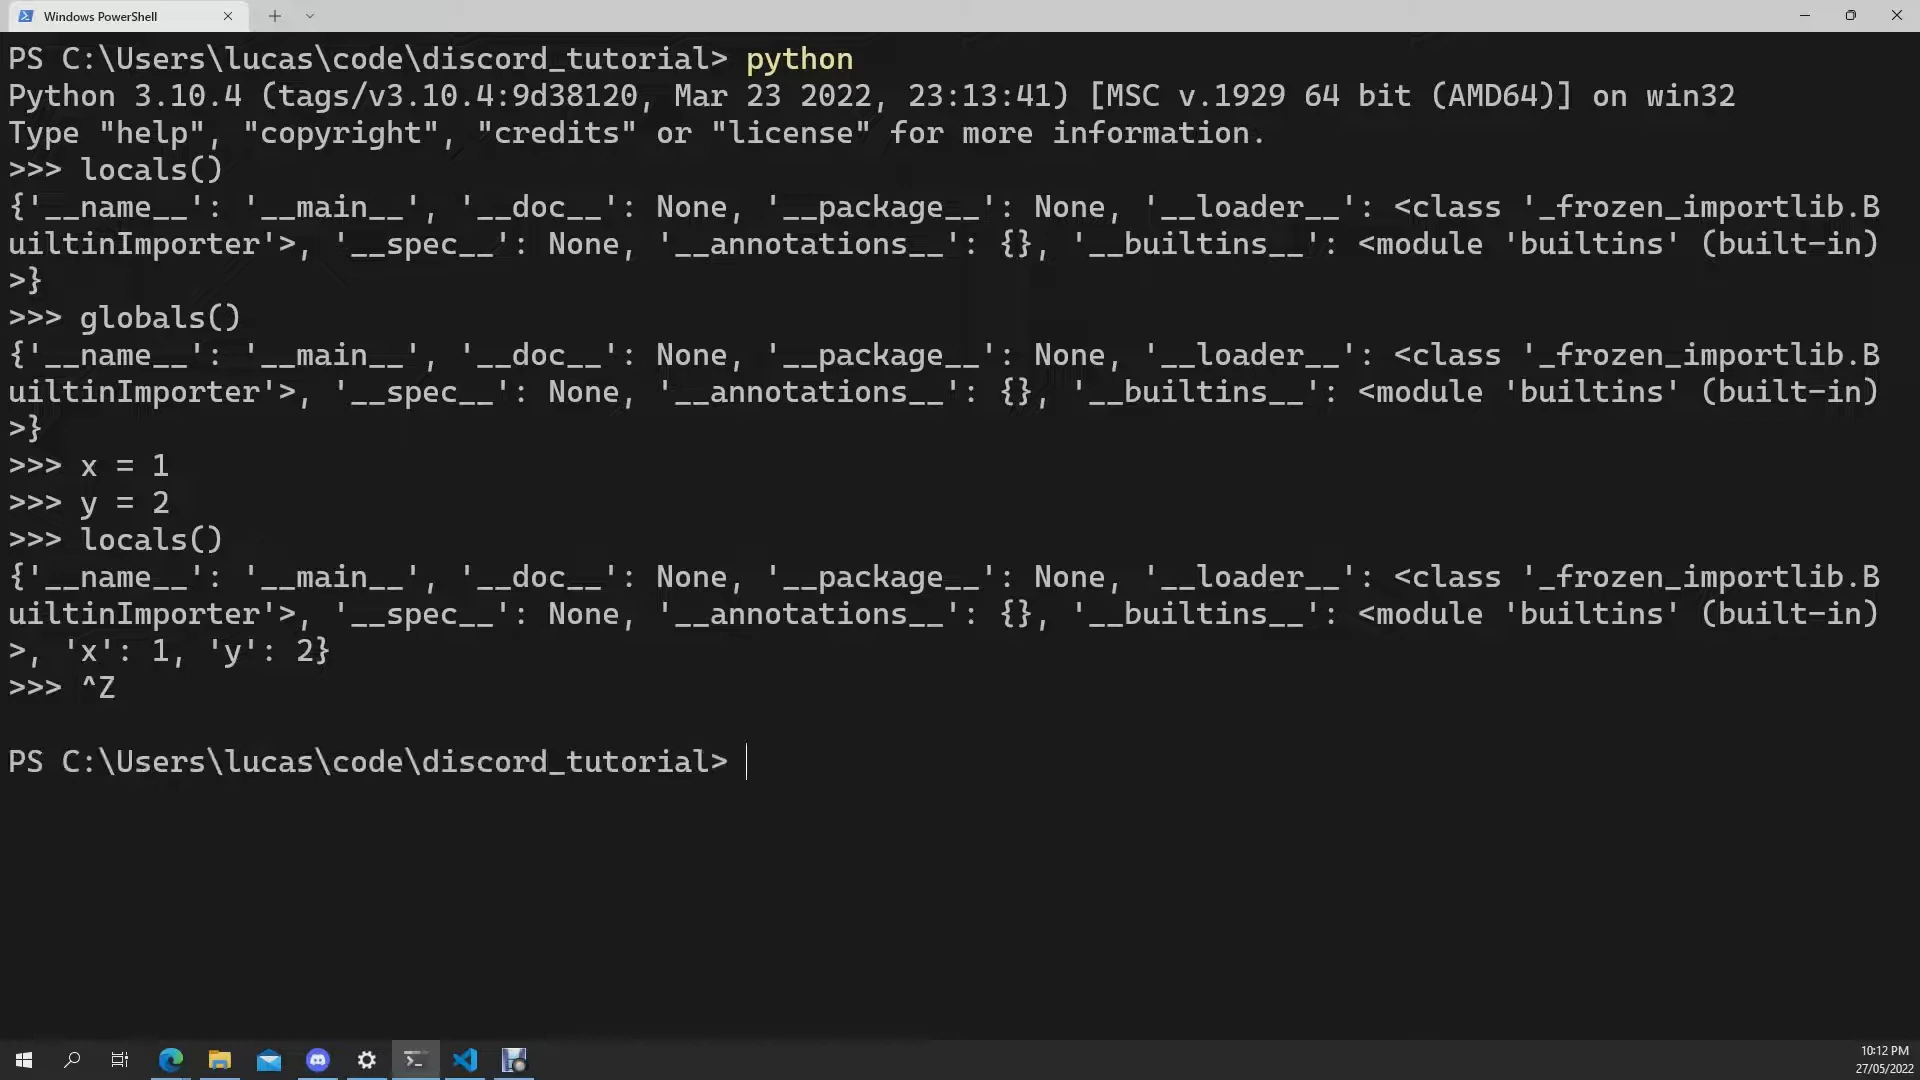 Windows PowerShell
PS C:\Users\lucas\code\discord_tutorial> python
Python 3.10.4 (tags/v3.10.4:9d38120, Mar 23 2022, 23:13:41) [MSC v.1929 64 bit (AMD64)] on win32
Type "help", "copyright", "credits" or "license" for more information.
>>> locals()
{'__name__': '__main__', '__doc__': None, '__package__': None, '__loader__': <class '_frozen_importlib.B
uiltinImporter'>, '__spec__': None, '__annotations__': {}, '__builtins__': <module 'builtins' (built-in)
>}
>>> globals()
{'__name__': '__main__', '__doc__': None, '__package__': None, '__loader__': <class '_frozen_importlib.B
uiltinImporter'>, '__spec__': None, '__annotations__': {}, '__builtins__': <module 'builtins' (built-in)
>}
>>> x = 1
>>> y = 2
>>> locals()
{'__name__': '__main__', '__doc__': None, '__package__': None, '__loader__': <class '_frozen_importlib.B
uiltinImporter'>, '__spec__': None, '__annotations__': {}, '__builtins__': <module 'builtins' (built-in)
>, 'x': 1, 'y': 2}
>>> ^Z
PS C:\Users\lucas\code\discord_tutorial>
10:12 PM
27/05/2022